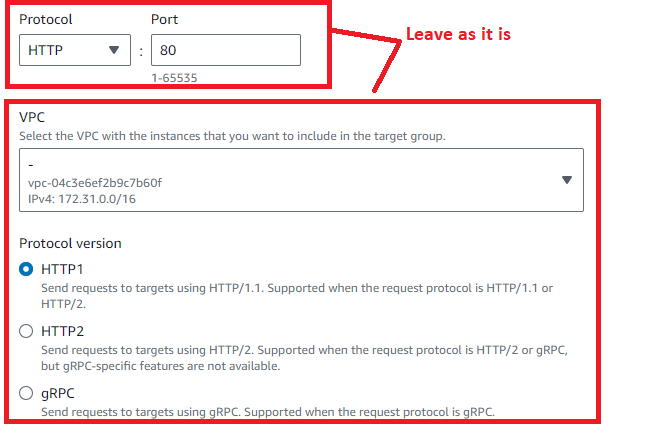 Protocol
Port
Leave as it is
HTTP
:
80
1-65535
VPC
Select the VPC with the instances that you want to include in the target group.
-
vpc-04c3e6ef2b9c7b60f
IPv4: 172.31.0.0/16
Protocol version
HTTP1
Send requests to targets using HTTP/1.1. Supported when the request protocol is HTTP/1.1 or
HTTP/2.
HTTP2
Send requests to targets using HTTP/2. Supported when the request protocol is HTTP/2 or gRPC,
but gRPC-specific features are not available.
gRPC
Send requests to targets using gRPC. Supported when the request protocol is gRPC.